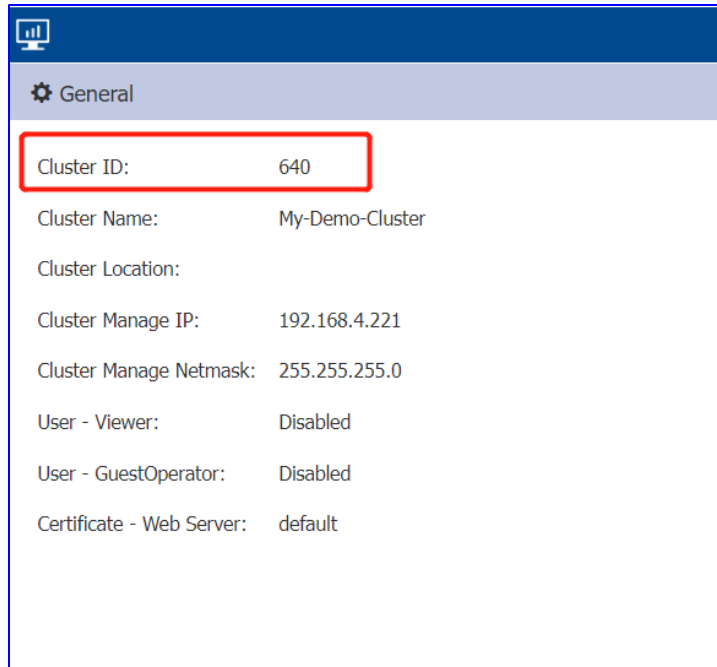 General
Cluster ID: 640
Cluster Name: My-Demo-Cluster
Cluster Location:
Cluster Manage IP: 192.168.4.221
Cluster Manage Netmask: 255.255.255.0
User - Viewer: Disabled
User - GuestOperator: Disabled
Certificate - Web Server: default